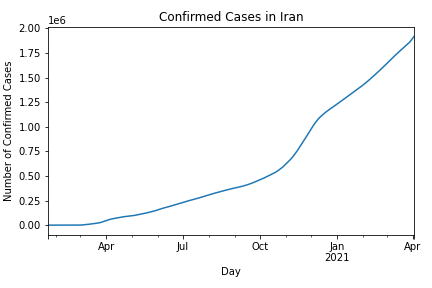 Confirmed Cases in Iran
1e6
2.00
1.75
1.50
1.25
1.00
0.75
0.50
0.25
0.00
Number of Confirmed Cases
Apr Jul Oct Jan Apr
2021
Day